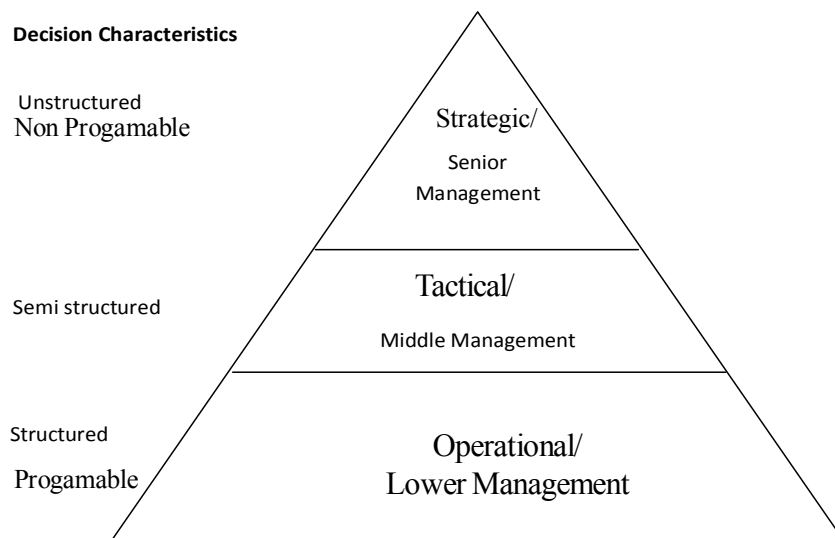 Decision Characteristics
Unstructured
Non Progamable
Strategic/
Senior
Management
Semi structured
Tactical/
Middle Management
Structured
Progamable
Operational/
Lower Management